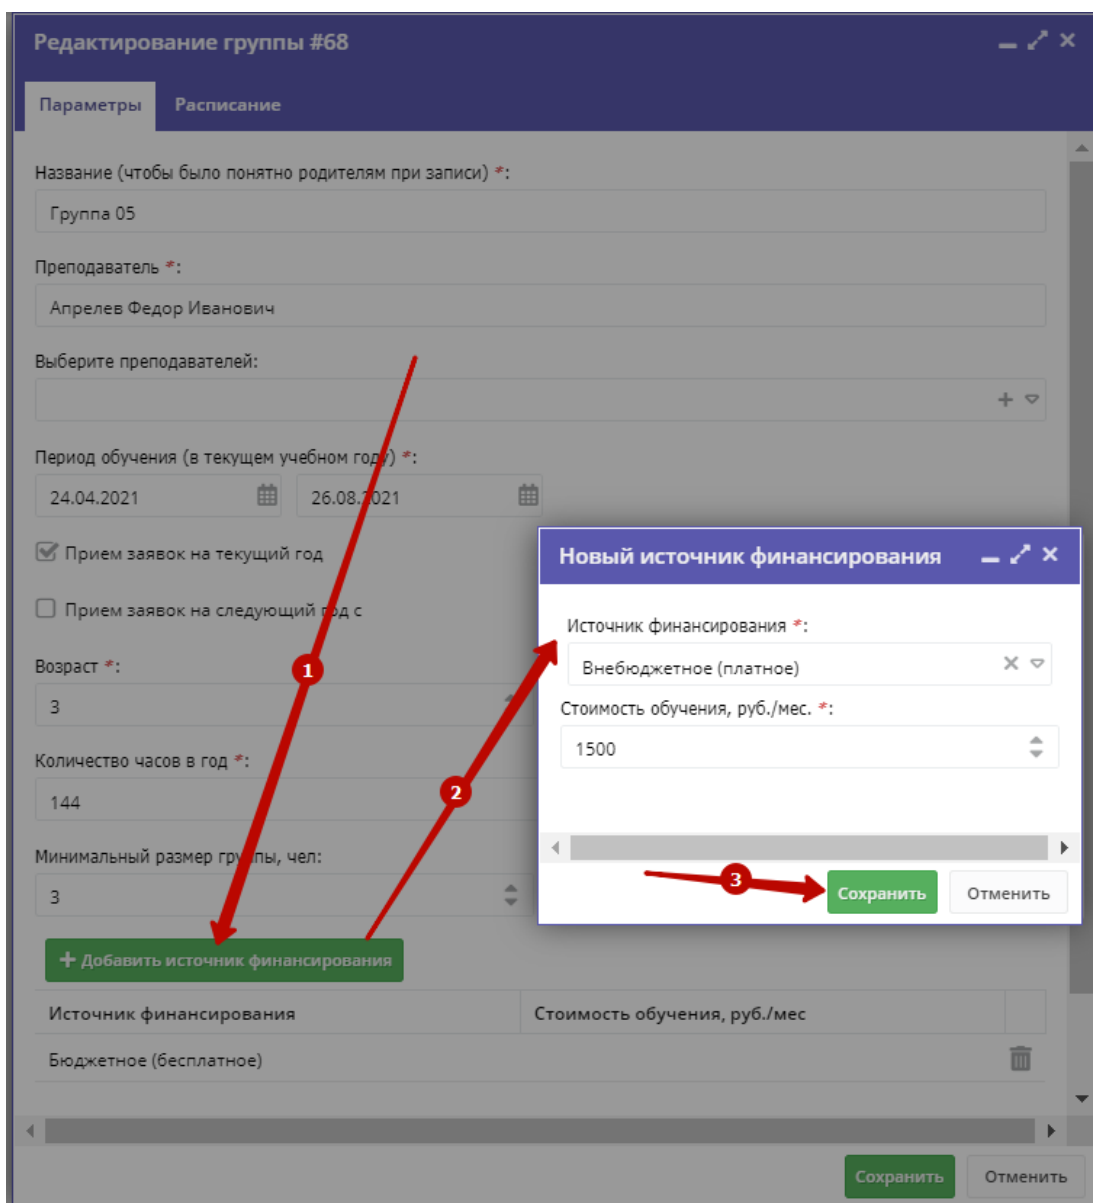 Редактирование группы #68
Параметры Расписание
Название (чтобы было понятно родителям при записи) *:
Группа 05
Преподаватель *:
Апрелев Федор Иванович
Выберите преподавателей:
Период обучения (в текущем учебном году) *:
24.04.2021 26.08.2021
Прием заявок на текущий год
Прием заявок на следующий год с
Возраст *:
3
Количество часов в год *:
144
Минимальный размер группы, чел:
3
+ Добавить источник финансирования
Источник финансирования Стоимость обучения, руб./мес
Бюджетное (бесплатное)
Сохранить Отменить
Новый источник финансирования
Источник финансирования *:
Внебюджетное (платное)
Стоимость обучения, руб./мес. *:
1500
Сохранить Отменить
1
2
3